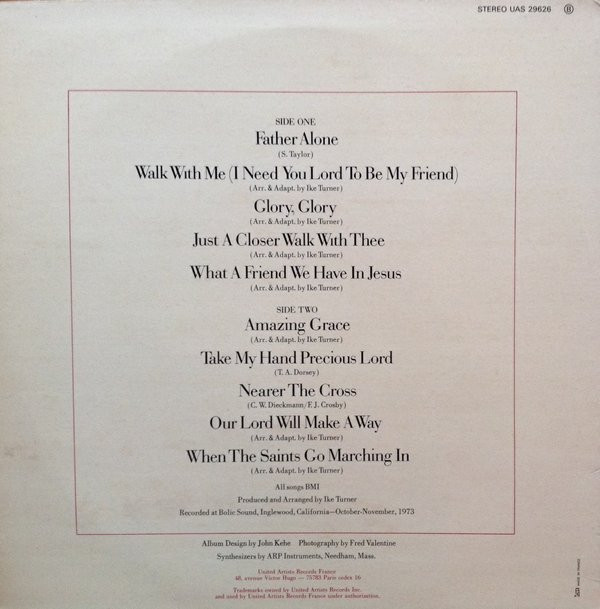 STEREO UAS 29626 Ⓑ
SIDE ONE
Father Alone
(S. Taylor)
Walk With Me (I Need You Lord To Be My Friend)
(Arr. & Adapt. by Ike Turner)
Glory, Glory
(Arr. & Adapt. by Ike Turner)
Just A Closer Walk With Thee
(Arr. & Adapt. by Ike Turner)
What A Friend We Have In Jesus
(Arr. & Adapt. by Ike Turner)
SIDE TWO
Amazing Grace
(Arr. & Adapt. by Ike Turner)
Take My Hand Precious Lord
(T. A. Dorsey)
Nearer The Cross
(C. W. Dieckmann/F. J. Crosby)
Our Lord Will Make A Way
(Arr. & Adapt. by Ike Turner)
When The Saints Go Marching In
(Arr. & Adapt. by Ike Turner)
All songs BMI
Produced and Arranged by Ike Turner
Recorded at Bolic Sound, Inglewood, California—October-November, 1973
Album Design by John Kehe Photography by Fred Valentine
Synthesizers by ARP Instruments, Needham, Mass.
United Artists Records France
48, avenue Victor Hugo — 75783 Paris cedex 16
Trademarks owned by United Artists Records Inc.
and used by United Artists Records France under authorization.
MADE IN FRANCE